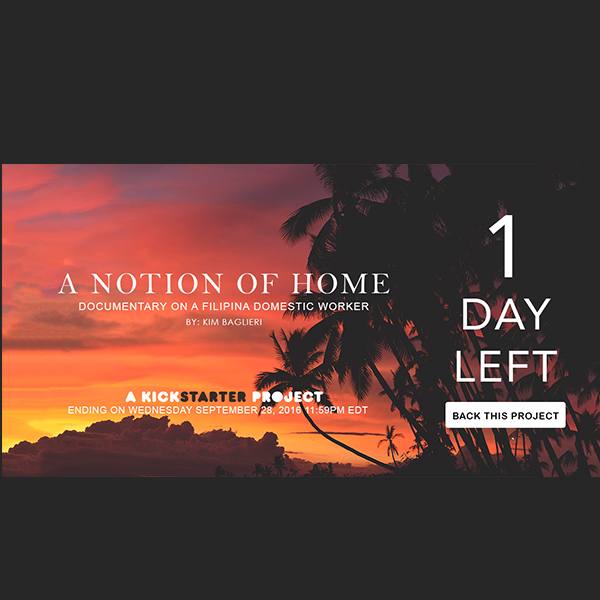 A NOTION OF HOME
DOCUMENTARY ON A FILIPINA DOMESTIC WORKER
BY: KIM BAGLIERI
A KICKSTARTER PROJECT
ENDING ON WEDNESDAY SEPTEMBER 28, 2016 11:59PM EDT
1
DAY
LEFT
BACK THIS PROJECT